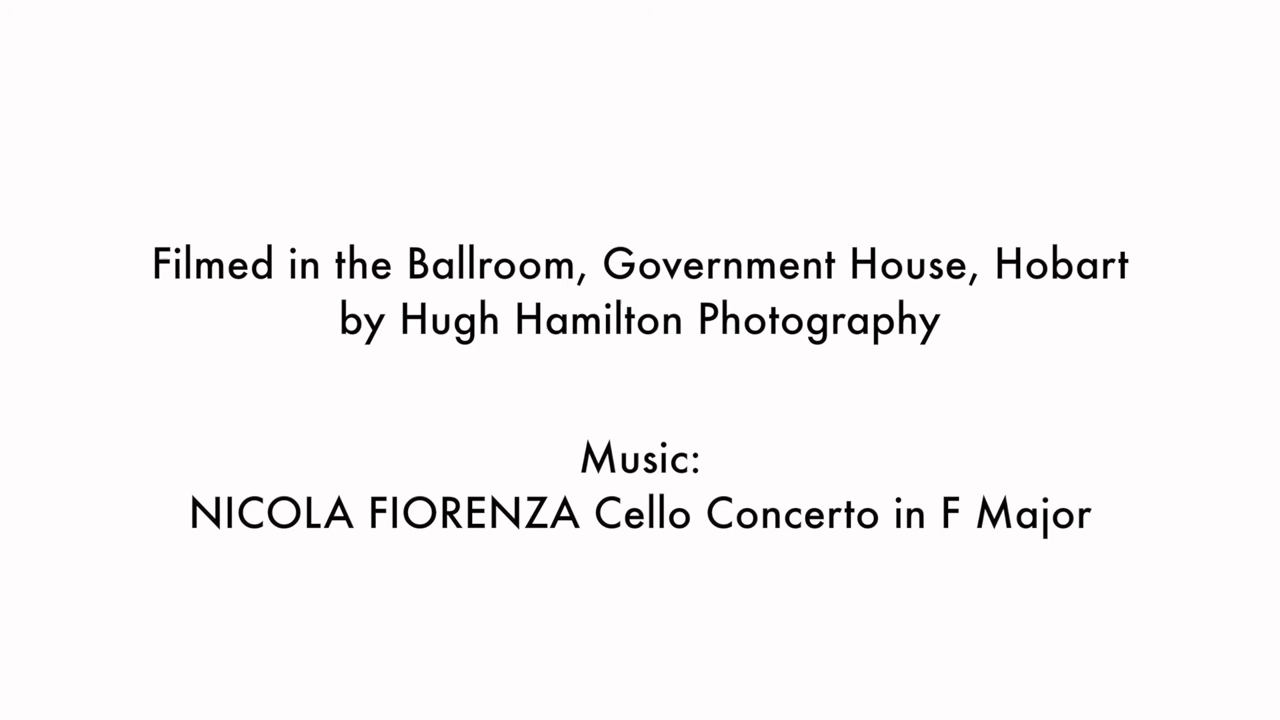 Filmed in the Ballroom, Government House, Hobart
by Hugh Hamilton Photography
Music:
NICOLA FIORENZA Cello Concerto in F Major